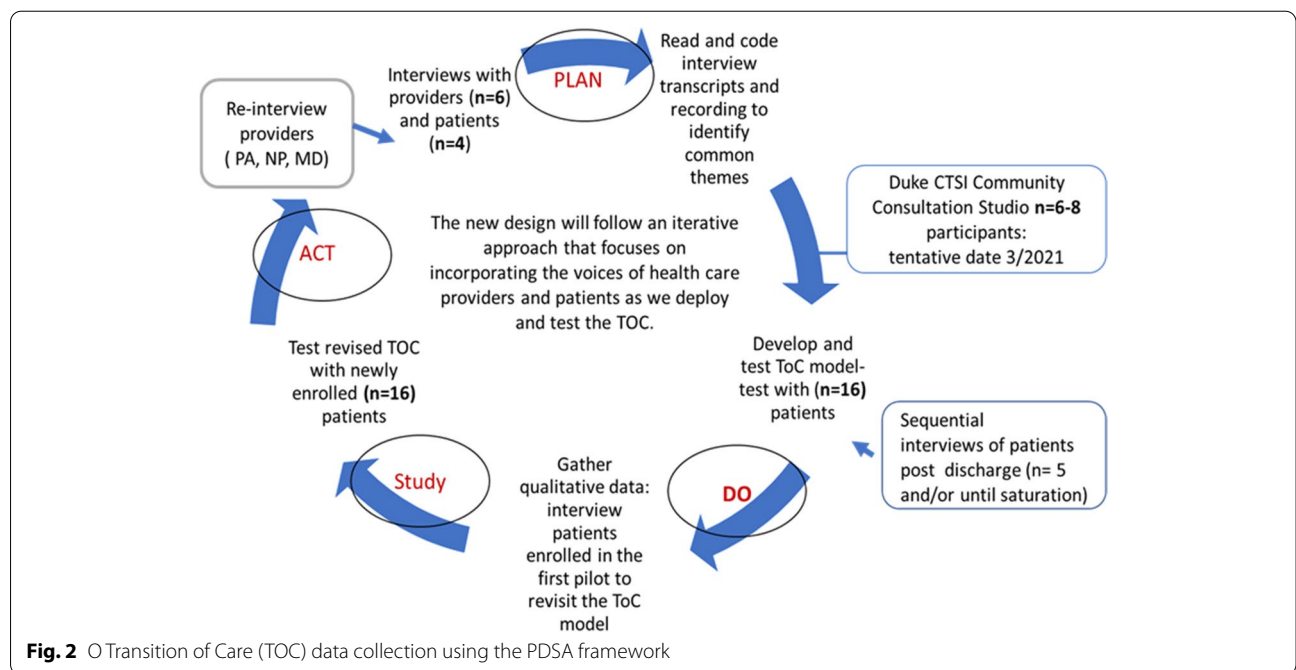 Interviews with
providers (n=6)
and patients
(n=4)
PLAN
Read and code
interview
transcripts and
recording to
identify
common
themes
Duke CTSI Community
Consultation Studio n=6-8
participants:
tentative date 3/2021
Develop and
test ToC model-
test with (n=16)
patients
Sequential
interviews of patients
post discharge (n= 5
and/or until saturation)
DO
Gather
qualitative data:
interview
patients
enrolled in the
first pilot to
revisit the ToC
model
Study
Test revised TOC
with newly
enrolled (n=16)
patients
ACT
Re-interview
providers
( PA, NP, MD)
The new design will follow an iterative
approach that focuses on
incorporating the voices of health care
providers and patients as we deploy
and test the TOC.
Fig. 2 O Transition of Care (TOC) data collection using the PDSA framework